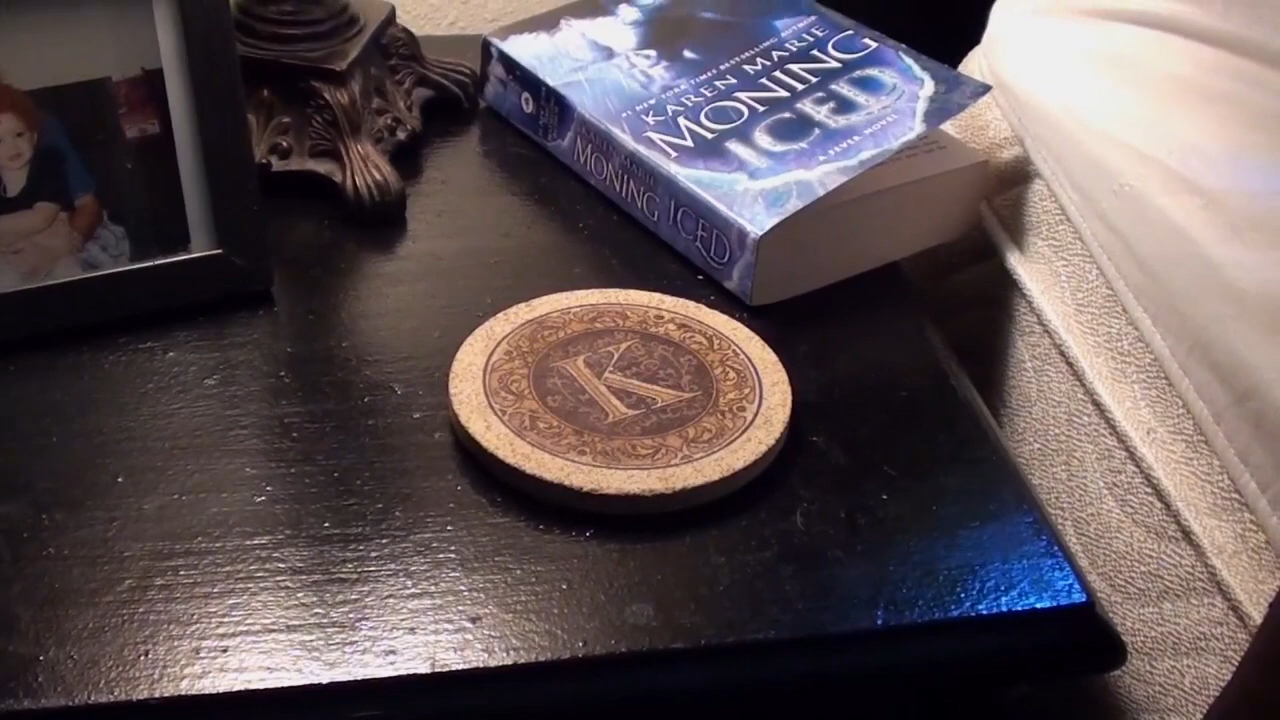 #1 NEW YORK TIMES BESTSELLING AUTHOR
KAREN MARIE
MONING
ICED
A FEVER NOVEL
KAREN MARIE
MONING
ICED
K